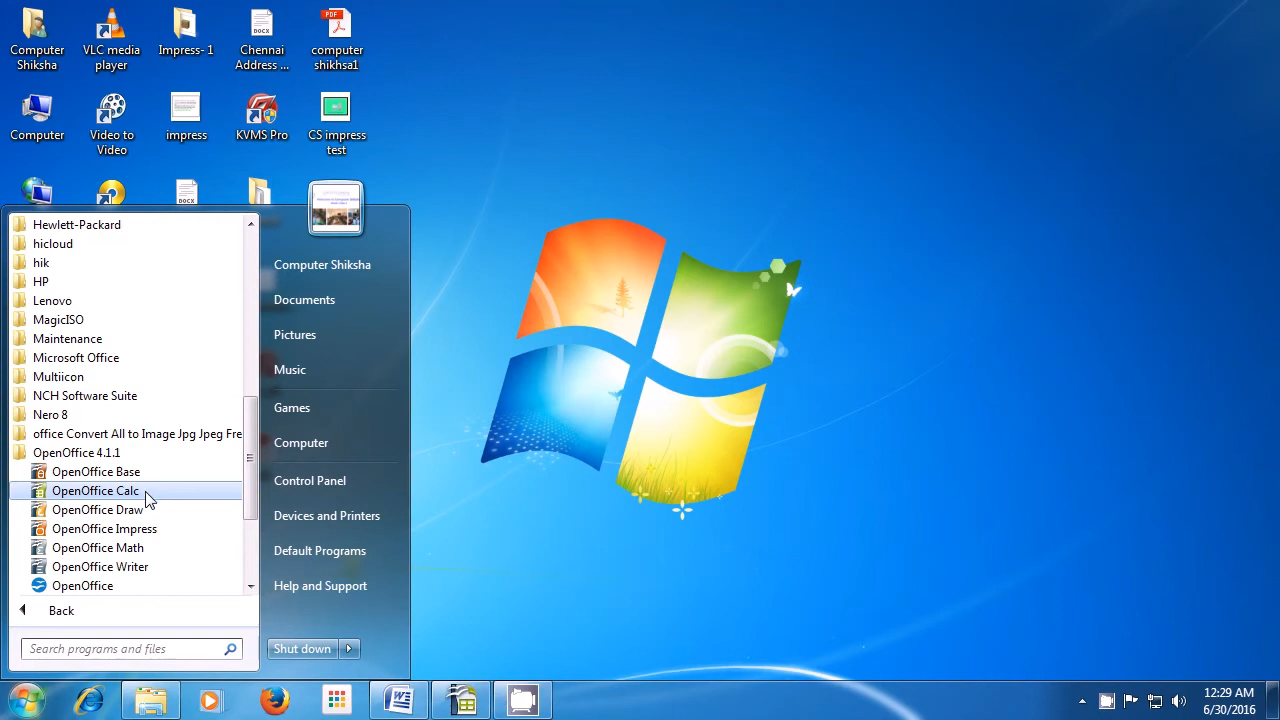 Computer
Shiksha
VLC media
player
Impress- 1
Chennai
Address ...
computer
shikhsa1
PDF
DOCX
Computer
Video to
Video
impress
KVMS Pro
CS impress
test
DOCX
Hewlett-Packard
hicloud
hik
HP
Lenovo
MagicISO
Maintenance
Microsoft Office
Multiicon
NCH Software Suite
Nero 8
office Convert All to Image Jpg Jpeg Fre
OpenOffice 4.1.1
OpenOffice Base
OpenOffice Calc
OpenOffice Draw
OpenOffice Impress
OpenOffice Math
OpenOffice Writer
OpenOffice
Back
Search programs and files
Computer Shiksha
Documents
Pictures
Music
Games
Computer
Control Panel
Devices and Printers
Default Programs
Help and Support
Shut down
12:29 AM
6/30/2016